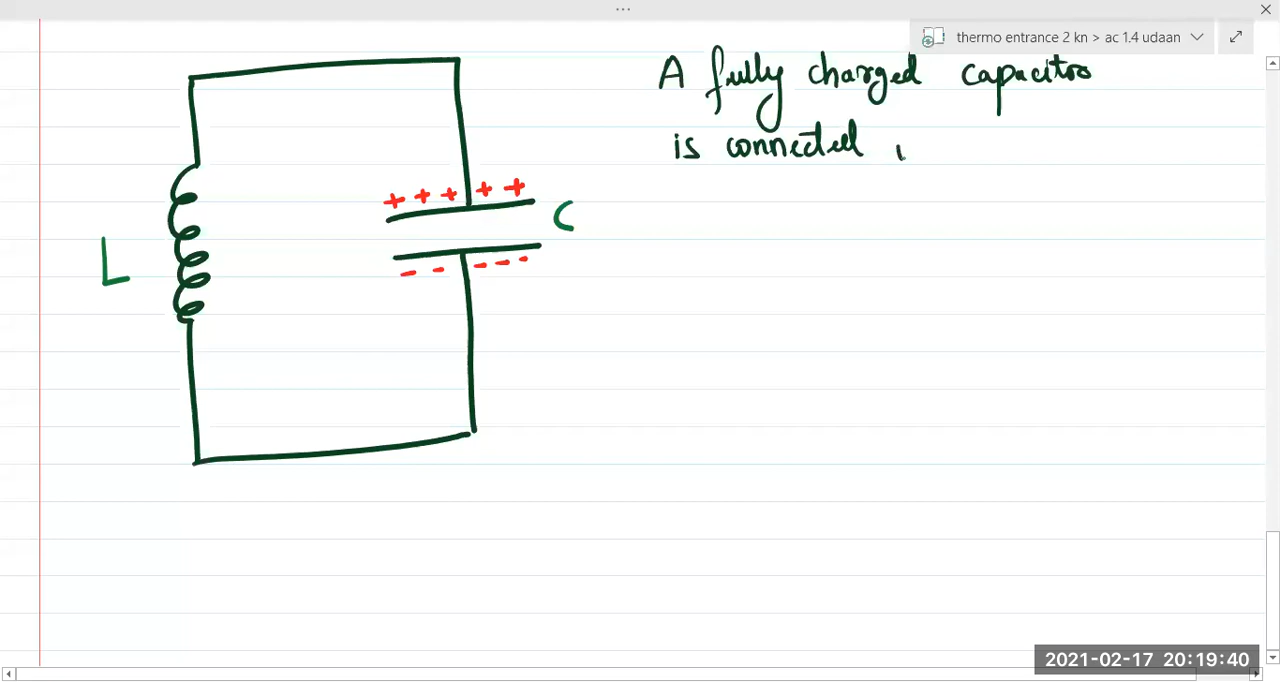 ...
thermo entrance 2 kn > ac 1.4 udaan
A fully charged capacitor
is connected
+ + + + +
C
- - - - -
L
2021-02-17 20:19:40